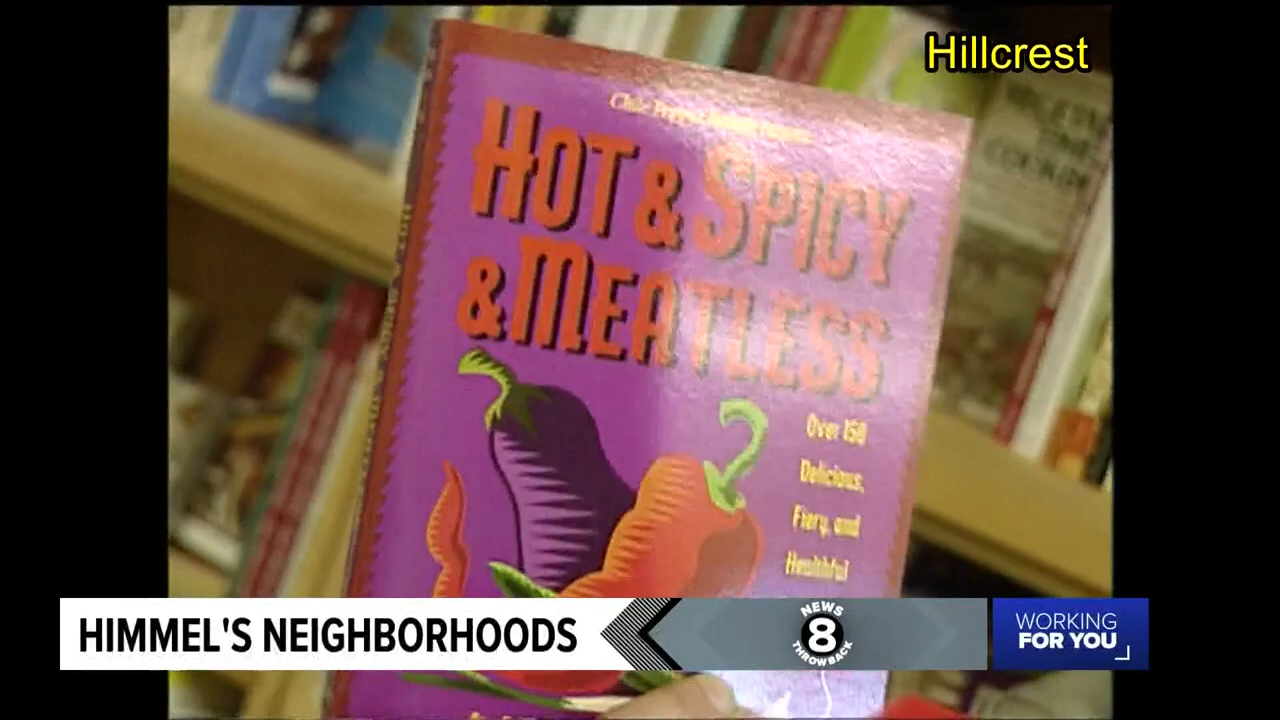 Hillcrest
HOT & SPICY
& MEATLESS
Over 150
Delicious,
Fiery, and
Healthful
HIMMEL'S NEIGHBORHOODS
NEWS
8
THROWBACK
WORKING
FOR YOU